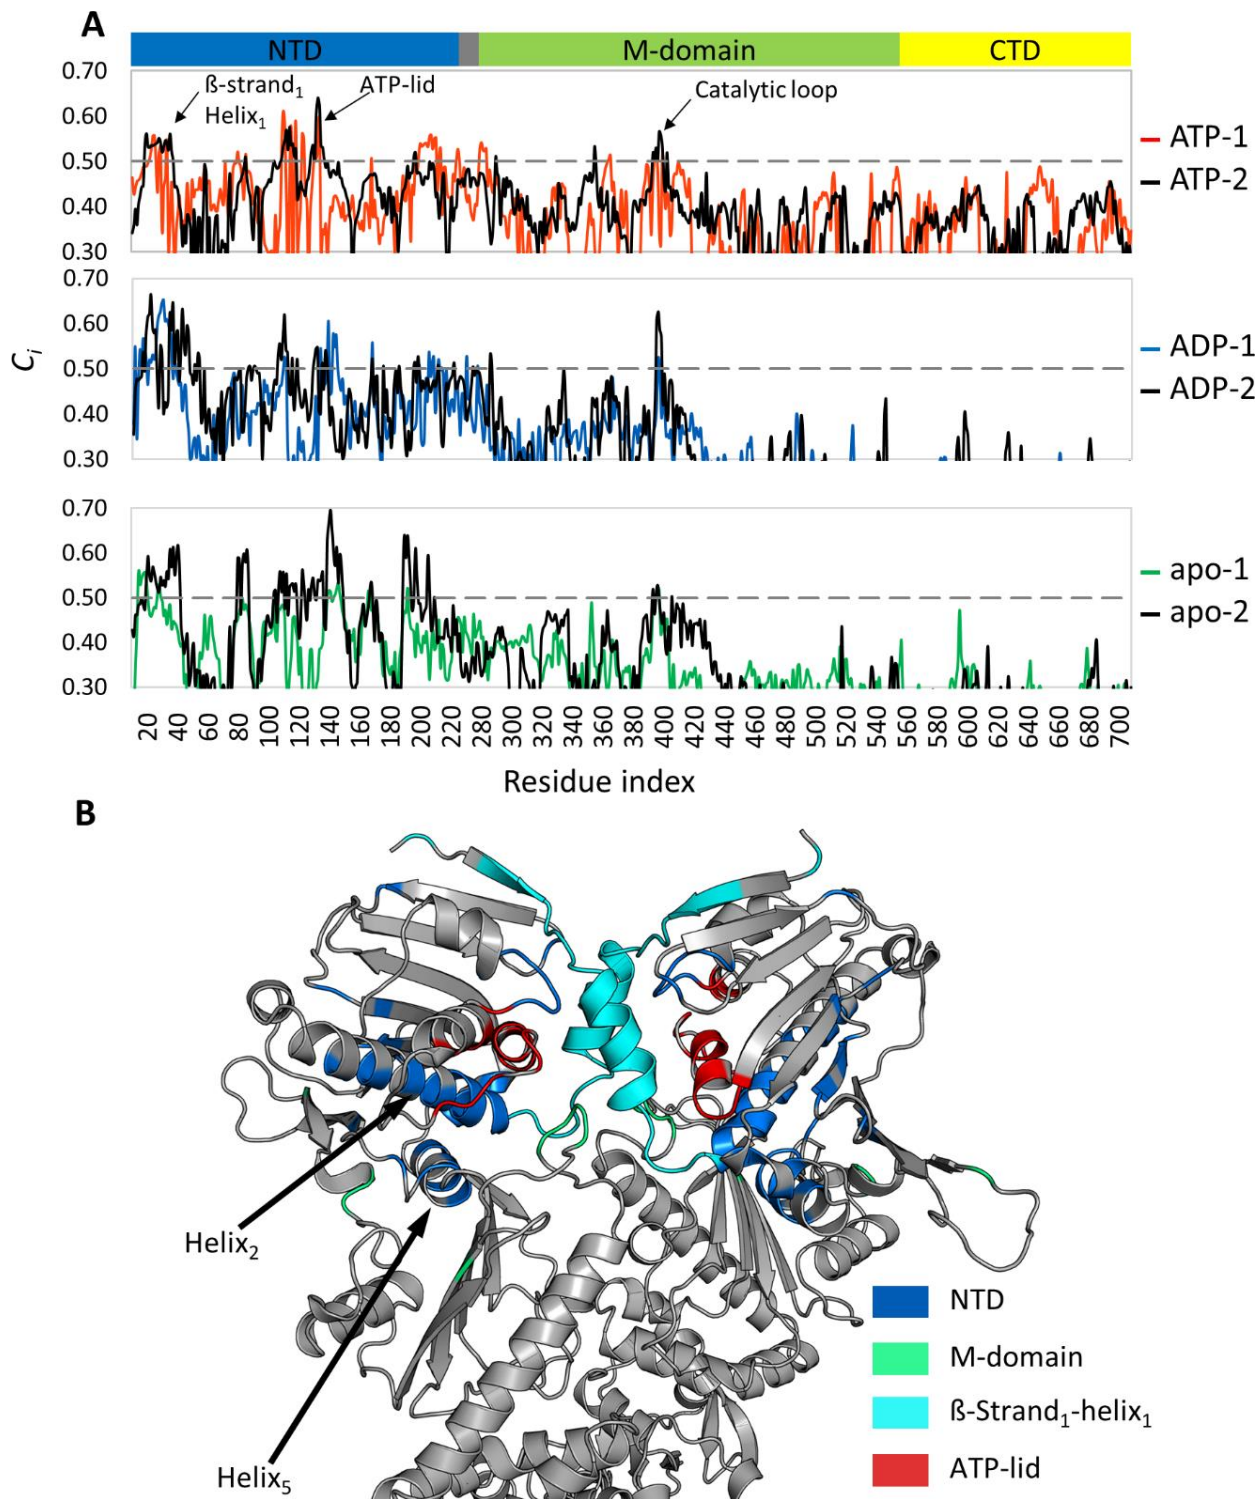 A
NTD M-domain CTD
0.70
0.60
0.50
0.40
0.30
ß-strand₁
Helix₁
ATP-lid
Catalytic loop
ATP-1
ATP-2
0.70
0.60
0.50
0.40
0.30
Cᵢ
ADP-1
ADP-2
0.70
0.60
0.50
0.40
0.30
apo-1
apo-2
20 40 60 80 100 120 140 160 180 200 220 280 300 320 340 360 380 400 420 440 460 480 500 520 540 560 580 600 620 640 660 680 700
Residue index
B
Helix₂
Helix₅
NTD
M-domain
ß-Strand₁-helix₁
ATP-lid